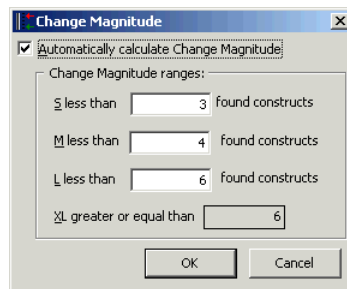 Change Magnitude
Automatically calculate Change Magnitude
Change Magnitude ranges:
S less than 3 found constructs
M less than 4 found constructs
L less than 6 found constructs
XL greater or equal than 6
OK Cancel